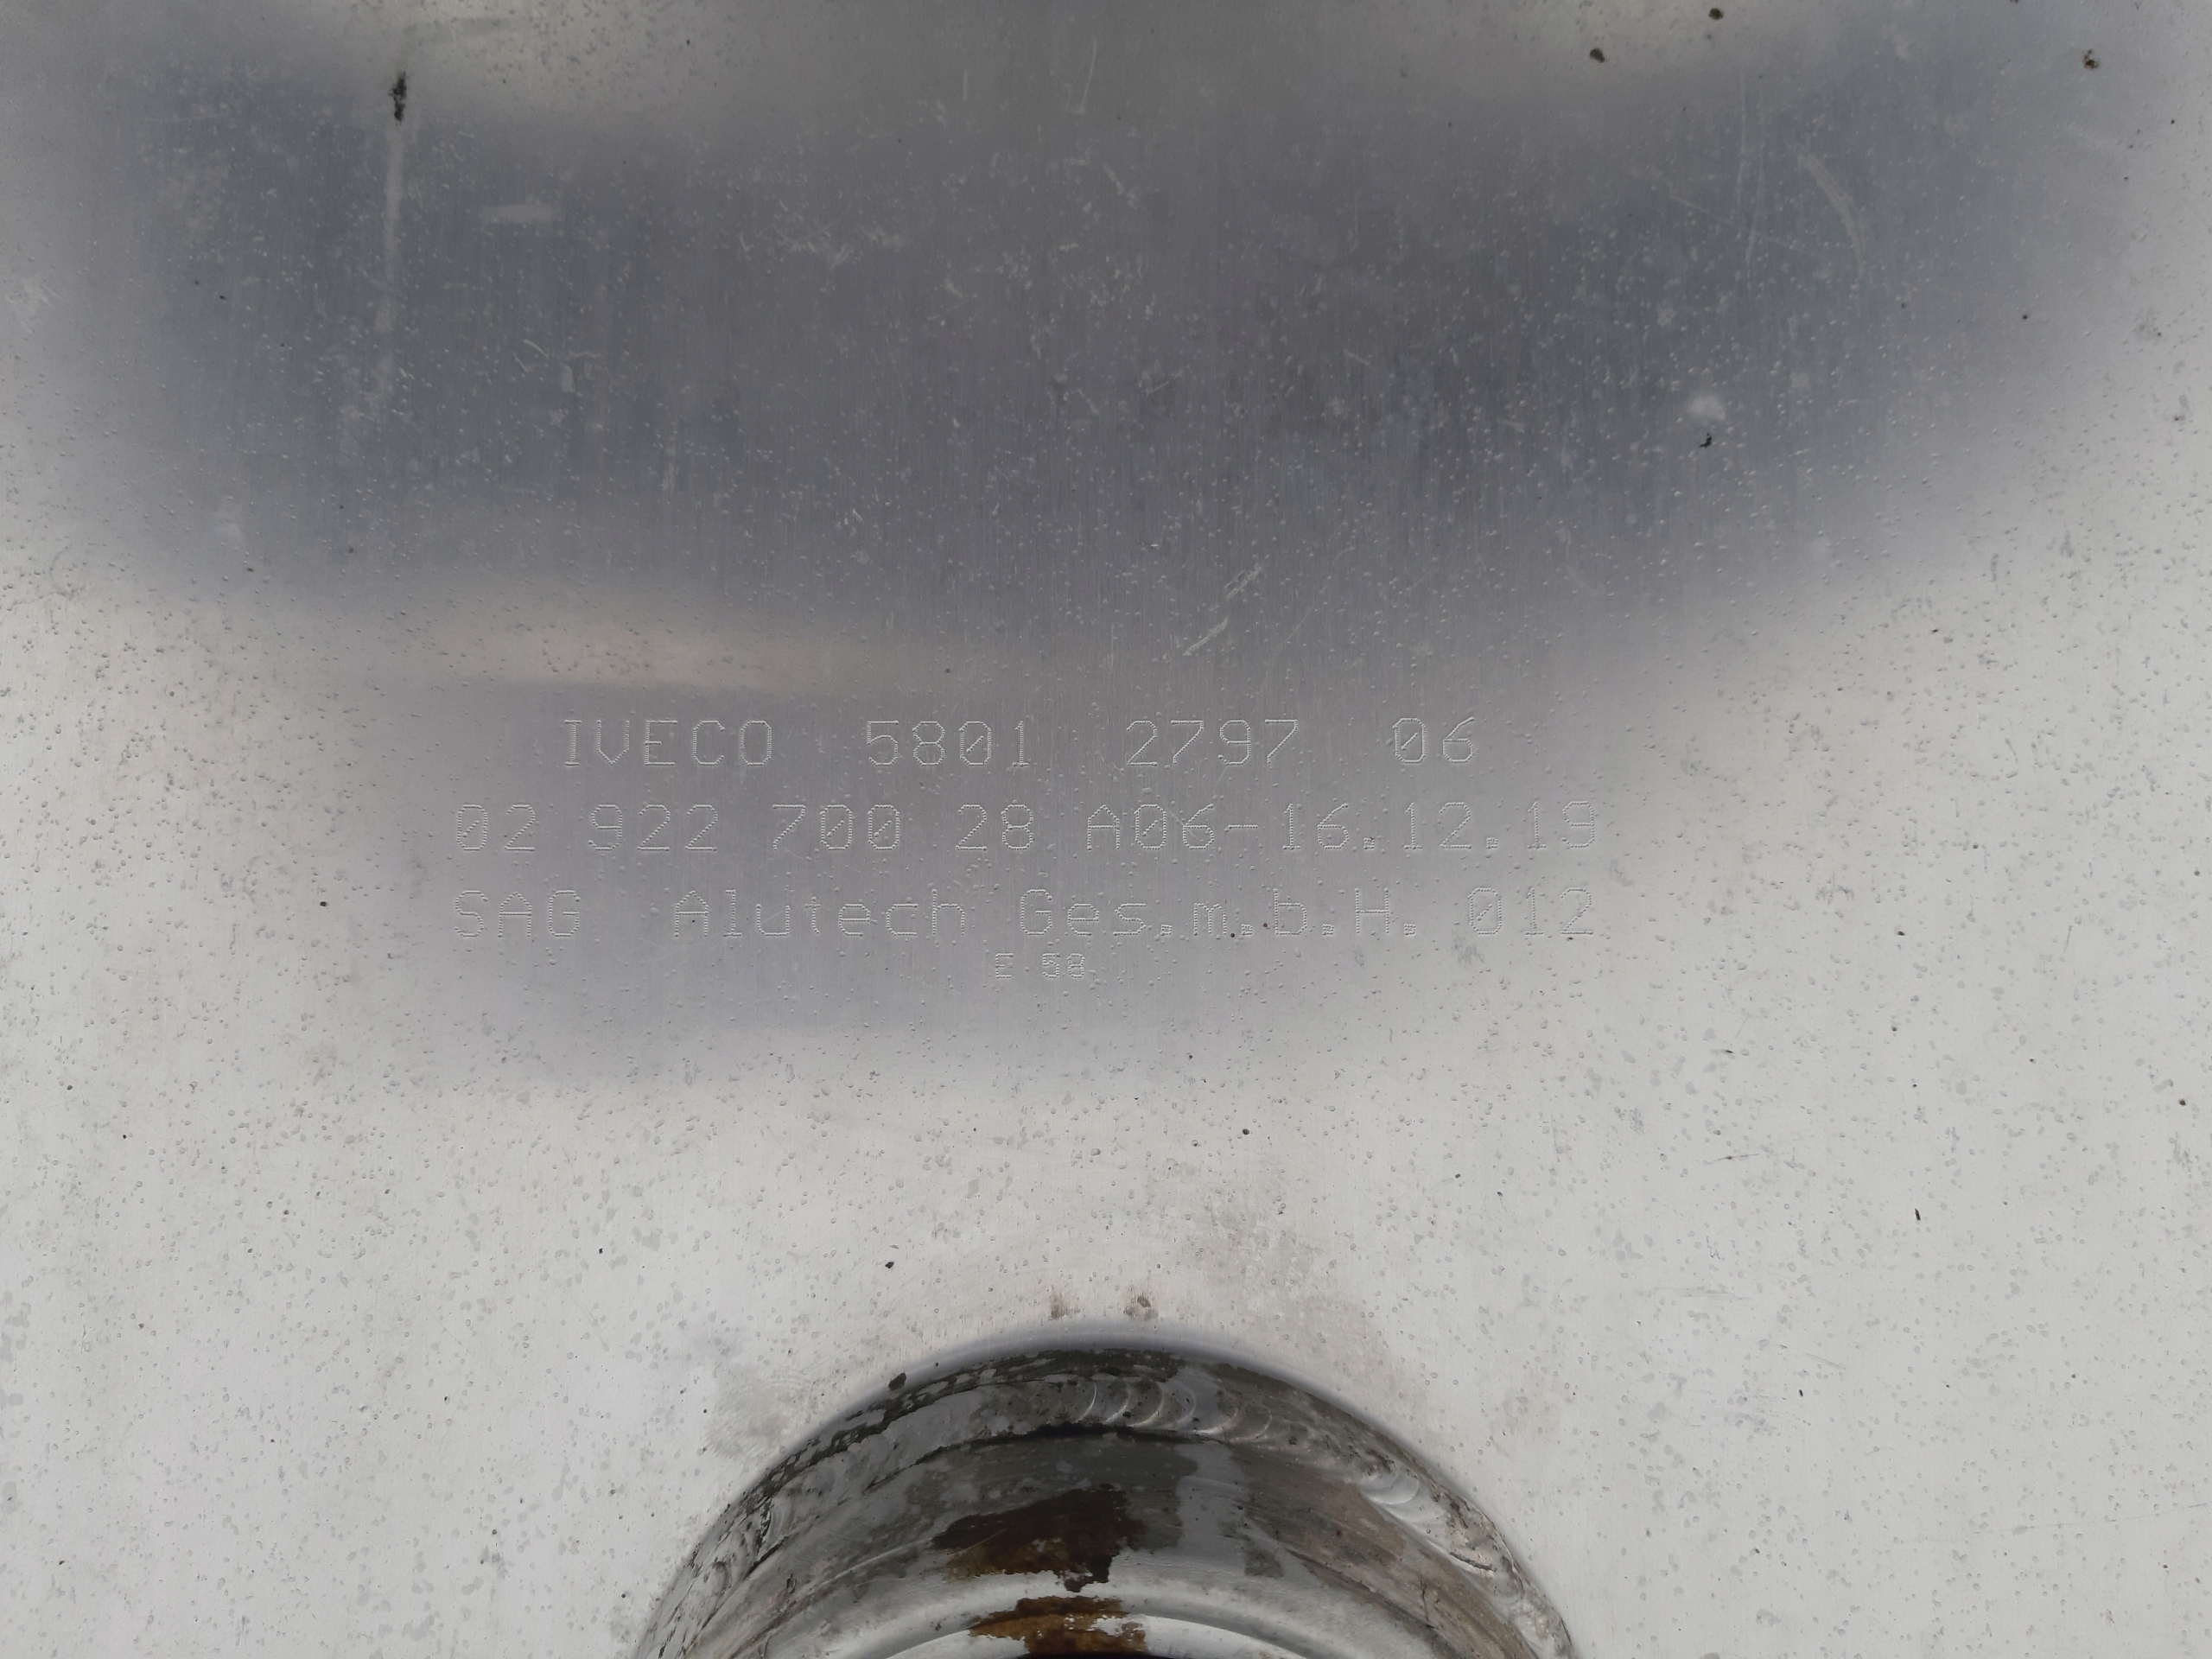 IVECO 5801 2797 06
02 922 700 28 A06-16.12.19
SAG Alutech Ges.m.b.H. 012
E 58